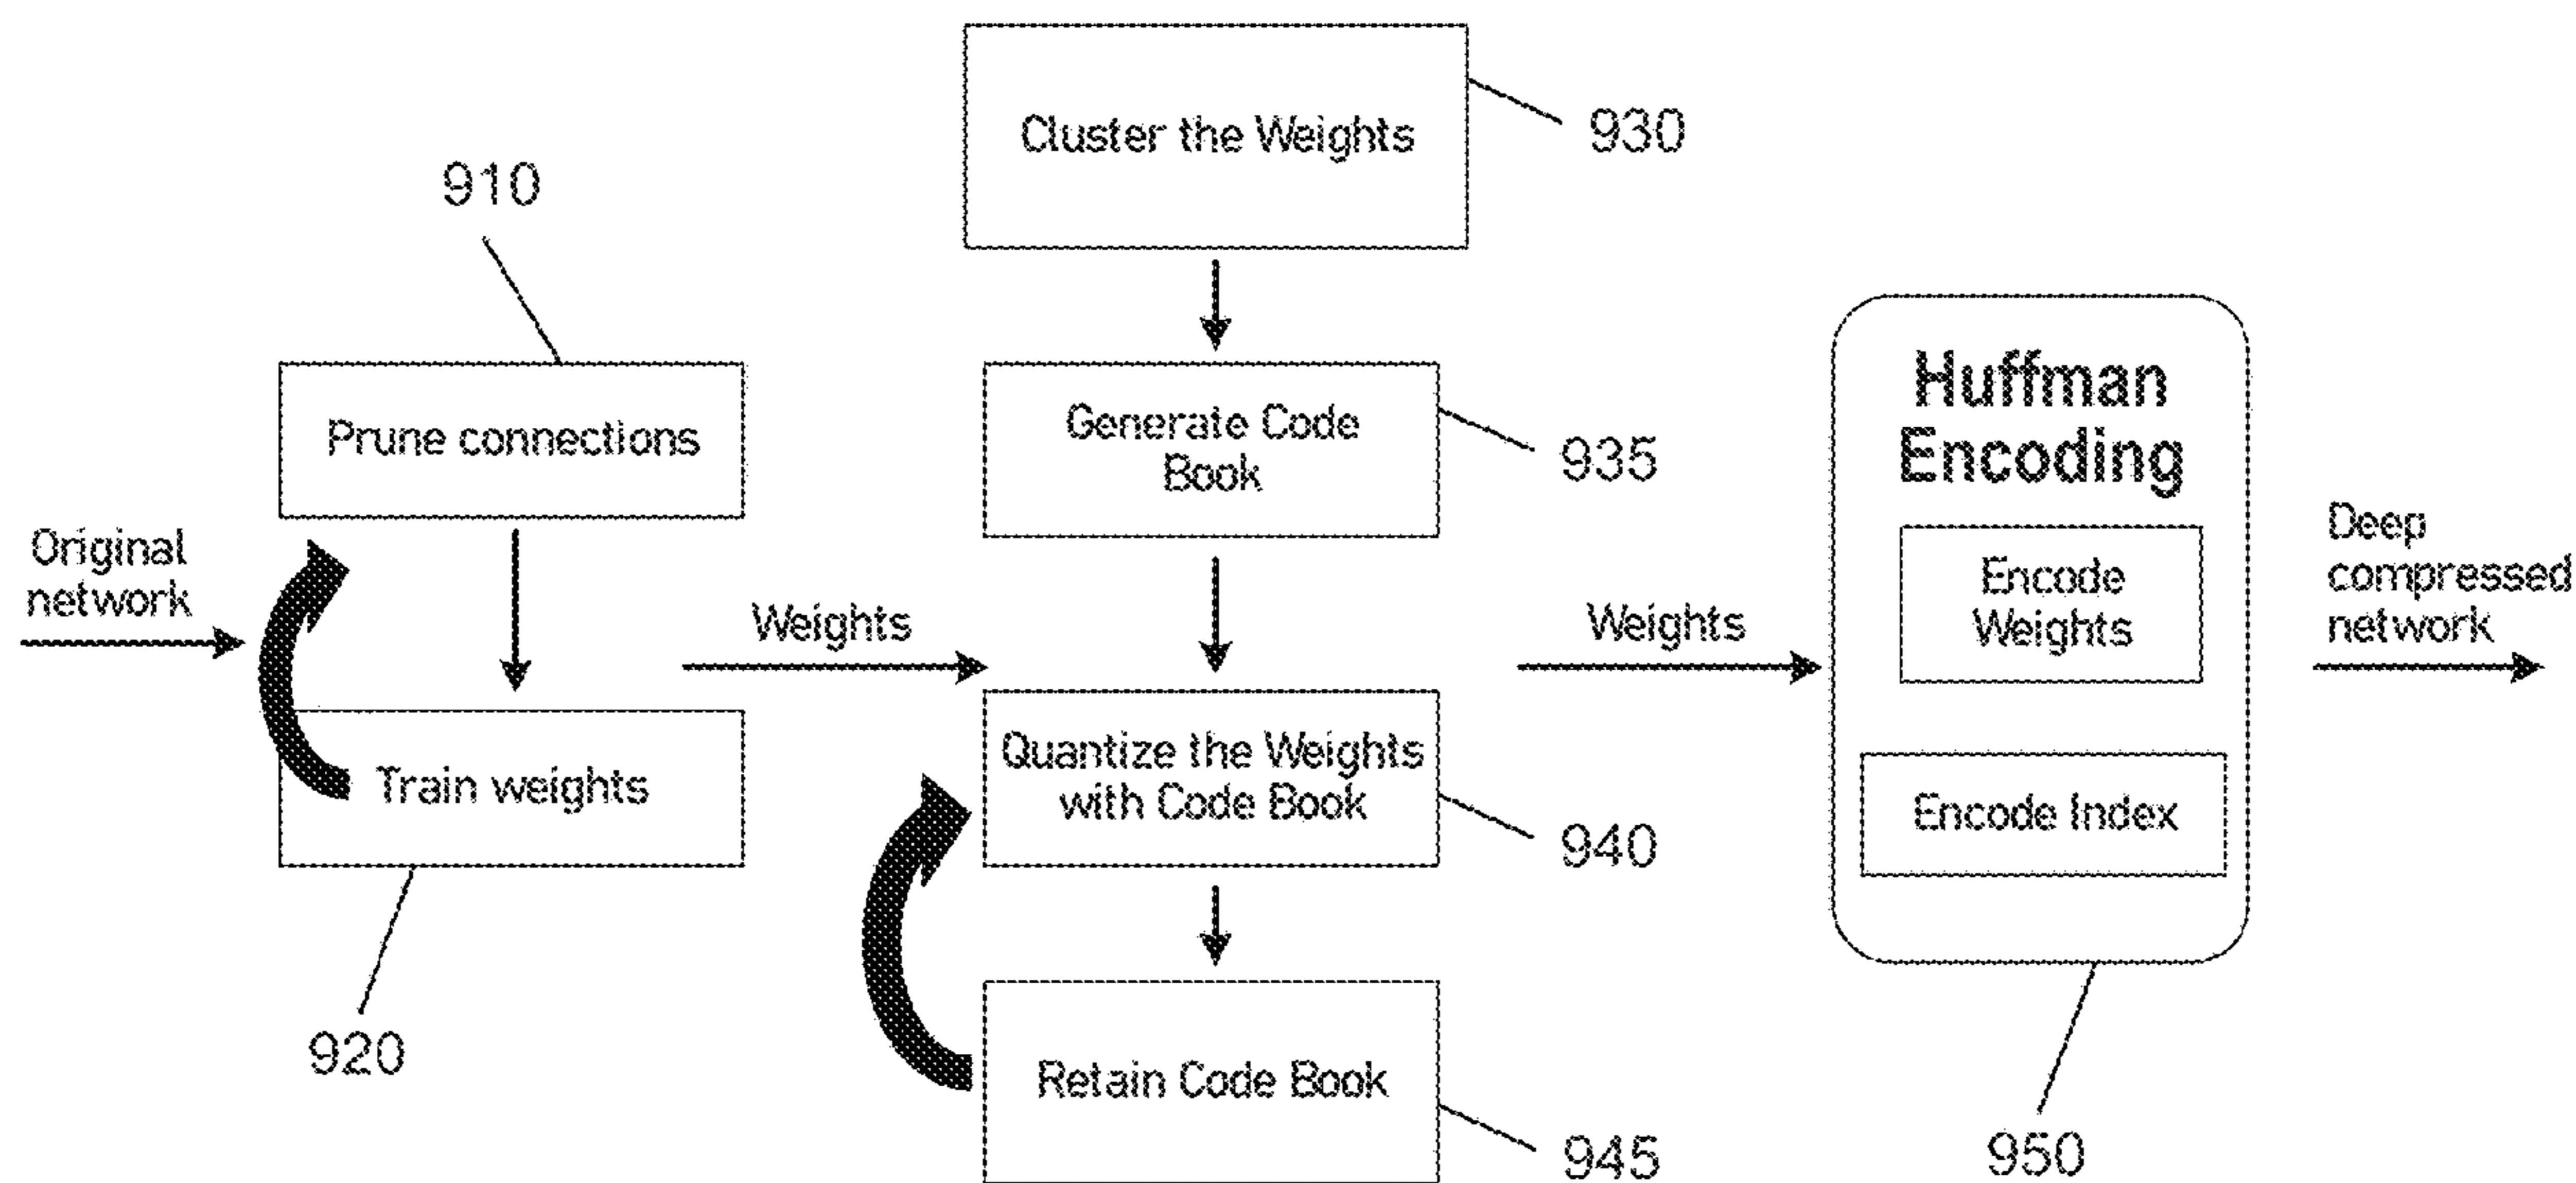 Cluster the Weights
930
910
Prune connections
Generate Code
Book
935
Huffman
Encoding
Original
network
Weights
Weights
Encode
Weights
Deep
compressed
network
Train weights
Quantize the Weights
with Code Book
940
Encode Index
920
Retain Code Book
945
950